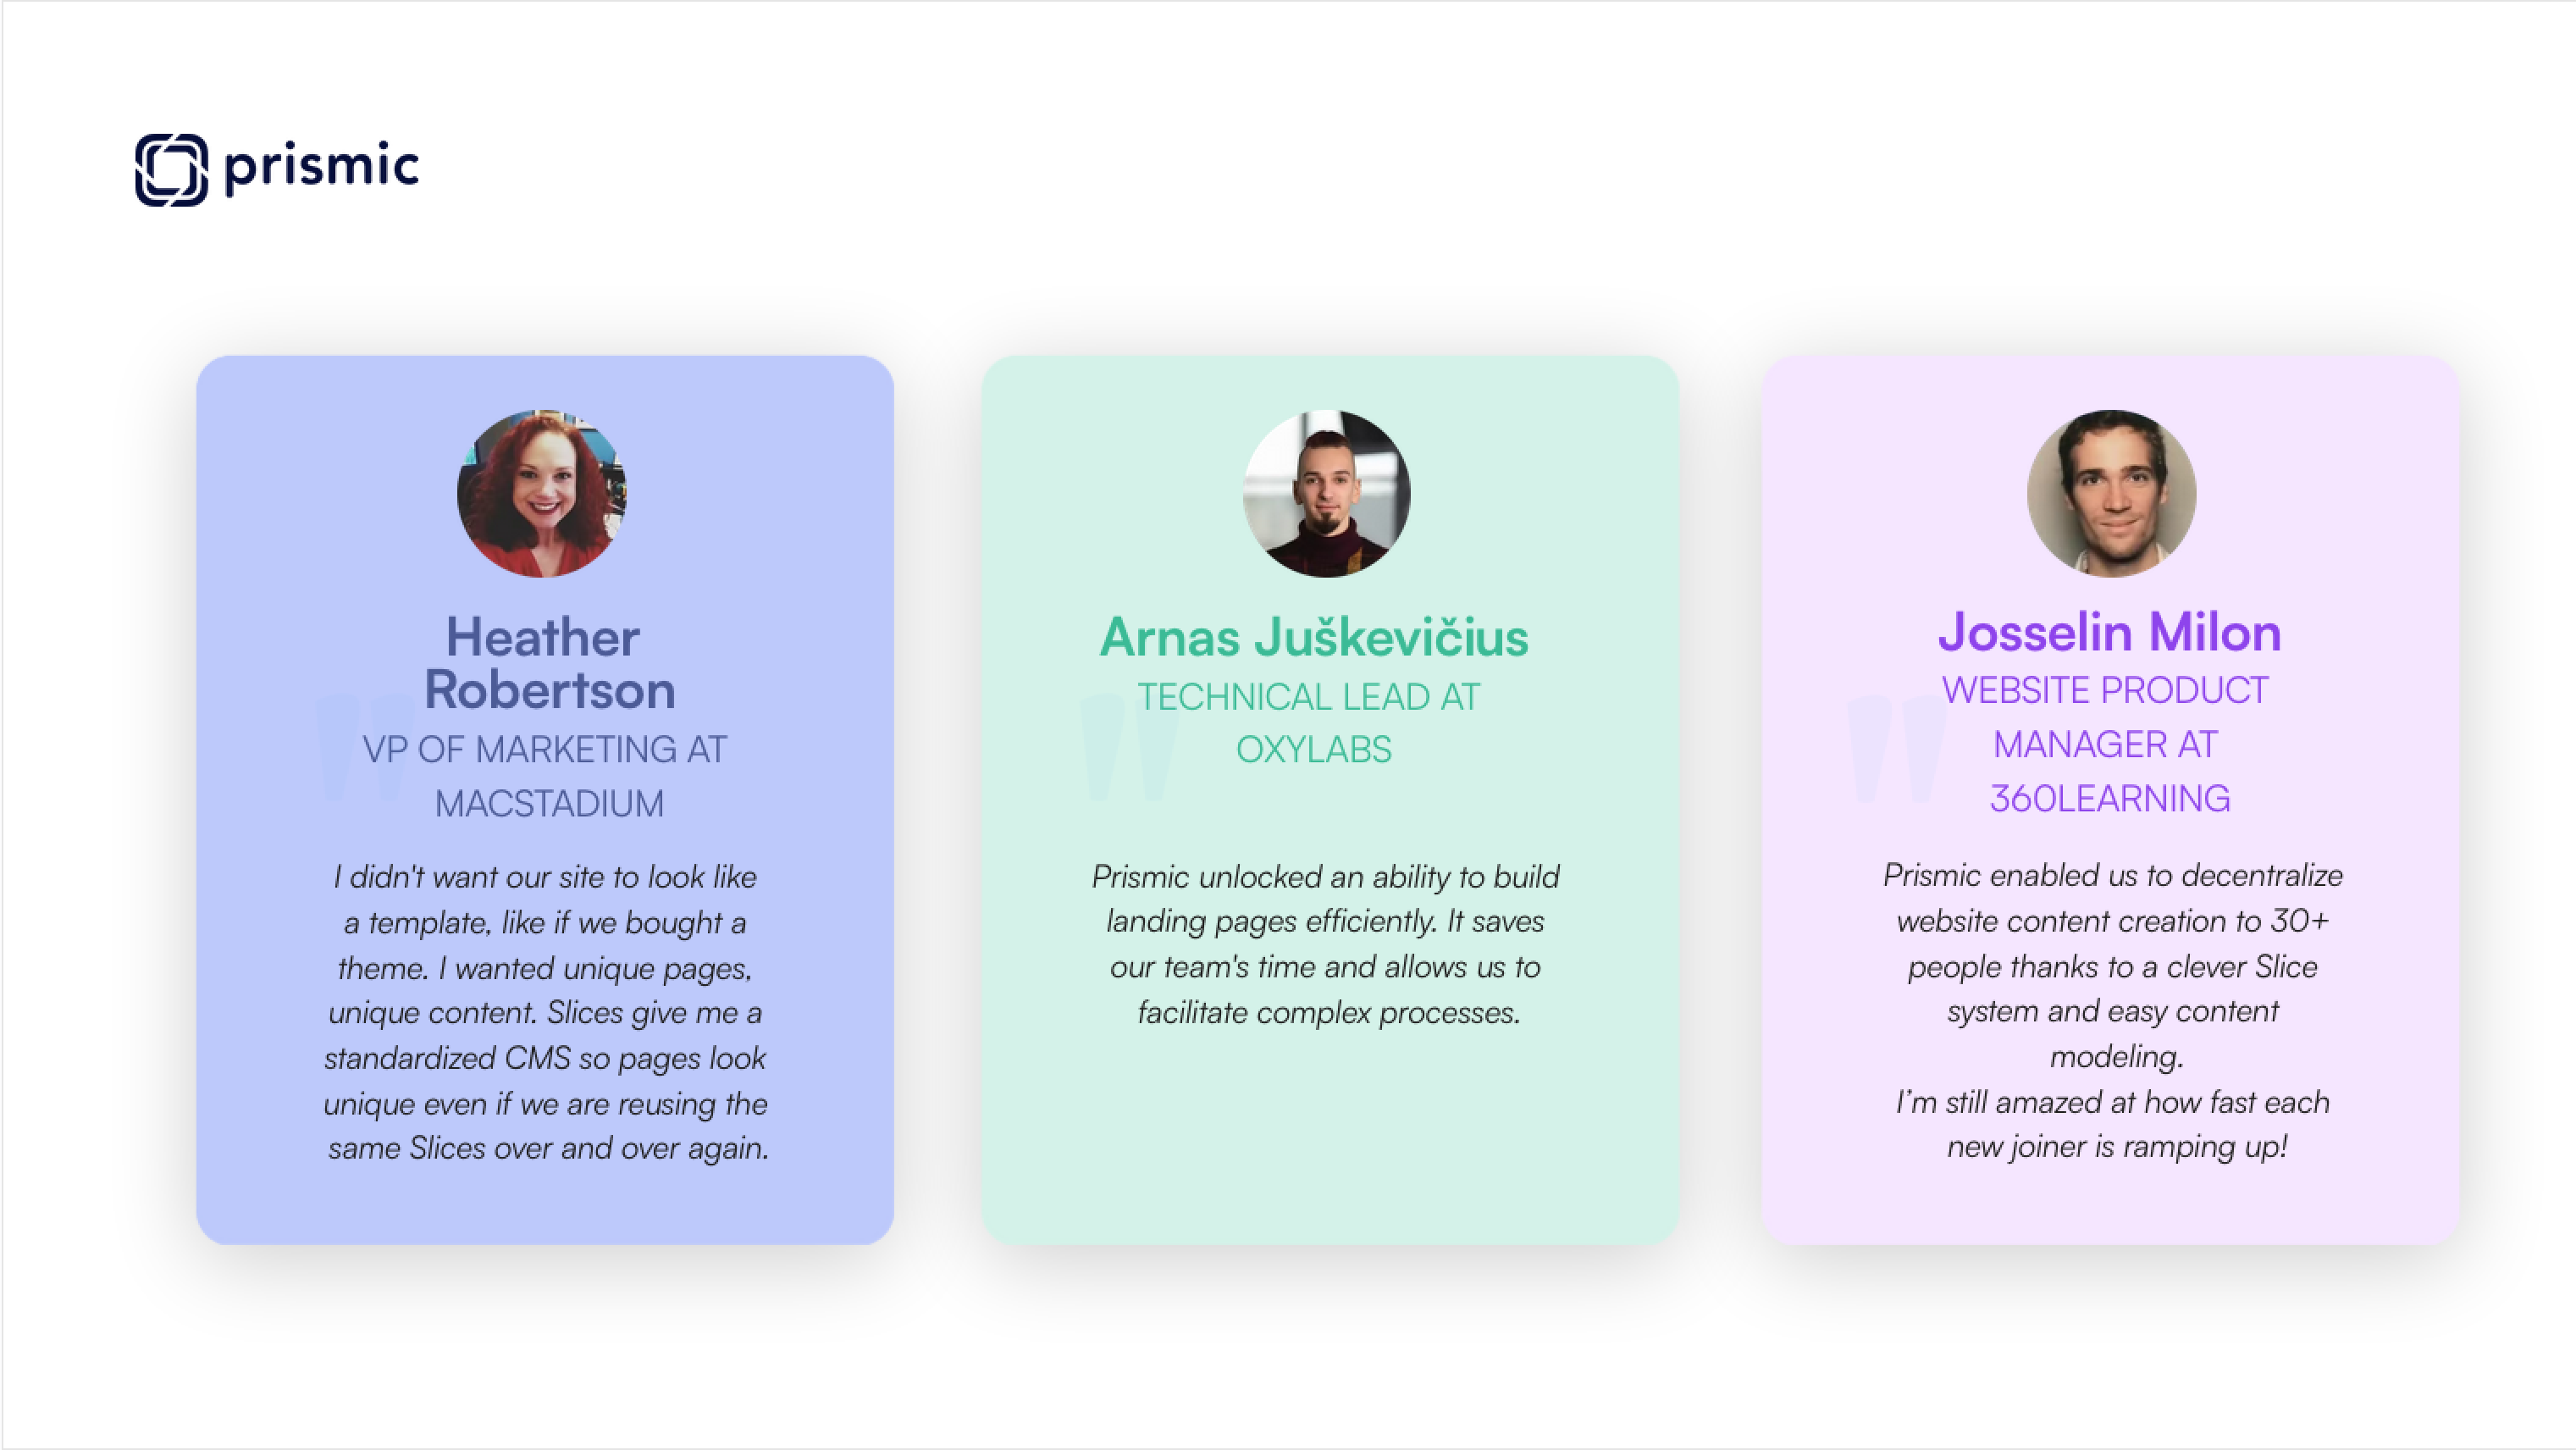 prismic
Heather
Robertson
VP OF MARKETING AT
MACSTADIUM
I didn't want our site to look like
a template, like if we bought a
theme. I wanted unique pages,
unique content. Slices give me a
standardized CMS so pages look
unique even if we are reusing the
same Slices over and over again.
Arnas Juškevičius
TECHNICAL LEAD AT
OXYLABS
Prismic unlocked an ability to build
landing pages efficiently. It saves
our team's time and allows us to
facilitate complex processes.
Josselin Milon
WEBSITE PRODUCT
MANAGER AT
360LEARNING
Prismic enabled us to decentralize
website content creation to 30+
people thanks to a clever Slice
system and easy content
modeling.
I’m still amazed at how fast each
new joiner is ramping up!